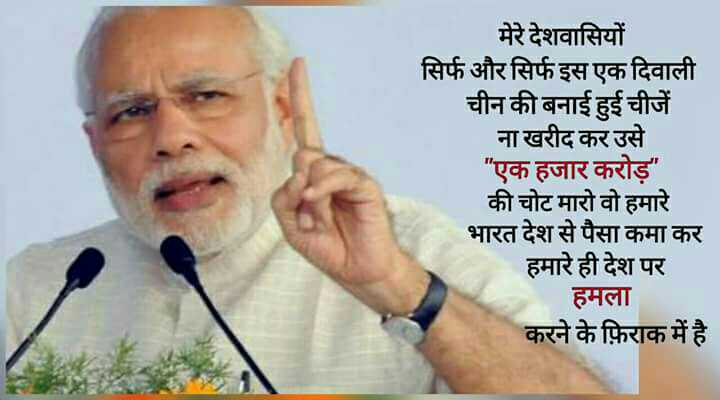 मेरे देशवासियों
सिर्फ और सिर्फ इस एक दिवाली
चीन की बनाई हुई चीजें
ना खरीद कर उसे
"एक हजार करोड़"
की चोट मारो वो हमारे
भारत देश से पैसा कमा कर
हमारे ही देश पर
हमला
करने के फ़िराक में है